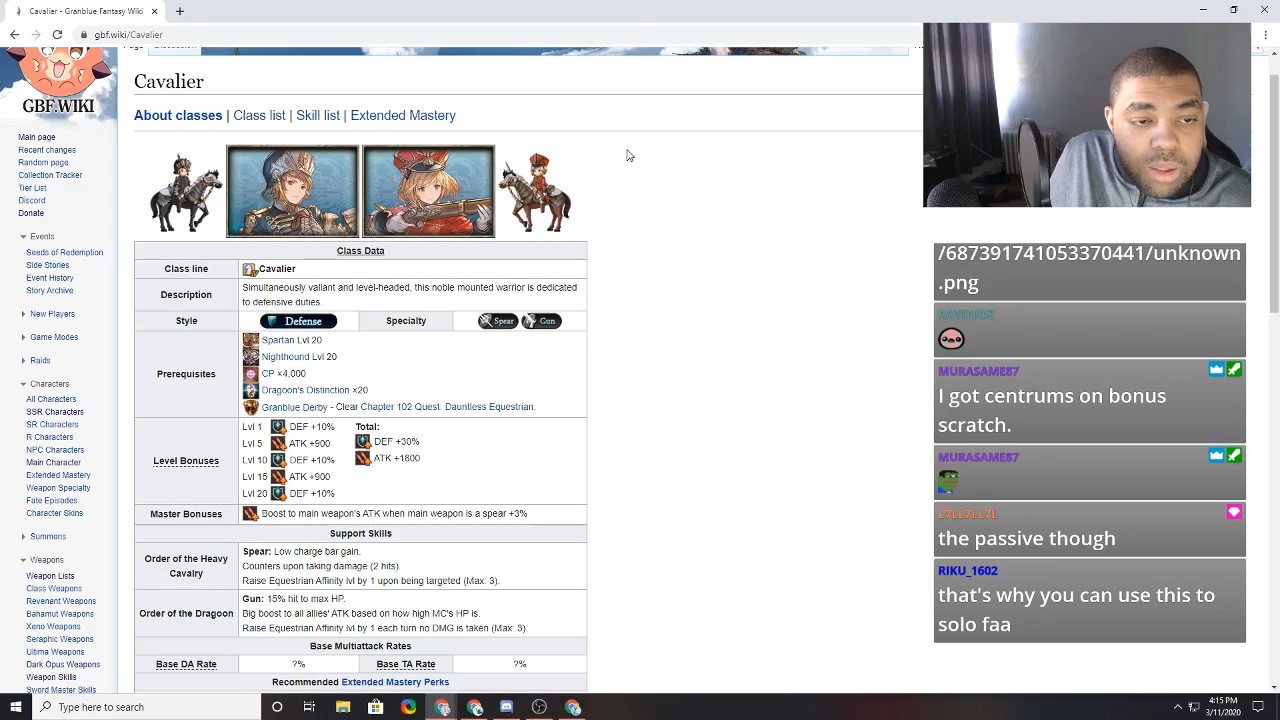 Cavalier - Granblue Fantasy W
gbf.wiki/Cavalier
GBF.WIKI
Main page
Recent changes
Random page
Collection Tracker
Tier List
Discord
Donate
Events
Seeds of Redemption
Side Stories
Event History
Story Archive
New Players
Game Modes
Raids
Characters
All Characters
SSR Characters
SR Characters
R Characters
NPC Characters
Main Character
Extended Mastery
Weapon Specialty
Fate Episodes
Character Skins
Summons
Weapons
Weapon Lists
Class Weapons
Revenant Weapons
Bahamut Weapons
Xeno Weapons
Seraphic Weapons
Ultima Weapons
Dark Opus Weapons
Weapon Skills
Sword Master Skills
Cavalier
About classes | Class list | Skill list | Extended Mastery
Class Data
Class line Cavalier
Description Simultaneously valiant and level-headed, this noble mounted warrior is dedicated
to defensive duties.
Style Defense Specialty Spear Gun
Prerequisites
Spartan Lvl 20
Nighthound Lvl 20
CP ×4,000
Dragoon's Distinction ×20
Granblue Derby - Clear Chapter 102 Quest: Dauntless Equestrian.
Level Bonuses
Lvl 1 DEF +10% Total:
Lvl 5 ATK +900 DEF +30%
Lvl 10 DEF +10% ATK +1800
Lvl 15 ATK +900
Lvl 20 DEF +10%
Master Bonuses Boost to main weapon's ATK when main weapon is a spear +3%
Support Skills
Order of the Heavy
Cavalry
Spear: Low charge bar gain.
Counters upon taking damage (2 hits).
Raise Equestrian Affinity lvl by 1 upon being targeted (Max: 3).
Order of the Dragoon
Gun: 15% hit to max HP.
Big boost to all allies' ATK based on how high MC's HP is.
Raise Equestrian Affinity lvl by 1 each turn no DMG is taken (Max: 3).
Base Multiattack Rates
Base DA Rate ?% Base TA Rate ?%
Recommended Extended Mastery Perks
/687391741053370441/unknown
.png
RAYDUOZ
MURASAME87
I got centrums on bonus
scratch.
MURASAME87
L7LL7LL7L
the passive though
RIKU_1602
that's why you can use this to
solo faa
Type here to search
4:15 PM
3/11/2020